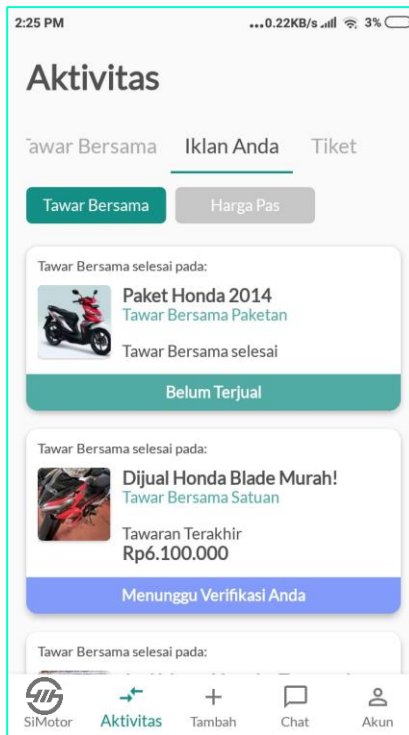 2:25 PM ...0.22KB/s 3%
Aktivitas
Tawar Bersama Iklan Anda Tiket
Tawar Bersama Harga Pas
Tawar Bersama selesai pada:
Paket Honda 2014
Tawar Bersama Paketan
Tawar Bersama selesai
Belum Terjual
Tawar Bersama selesai pada:
Dijual Honda Blade Murah!
Tawar Bersama Satuan
Tawaran Terakhir
Rp6.100.000
Menunggu Verifikasi Anda
Tawar Bersama selesai pada:
SiMotor Aktivitas Tambah Chat Akun